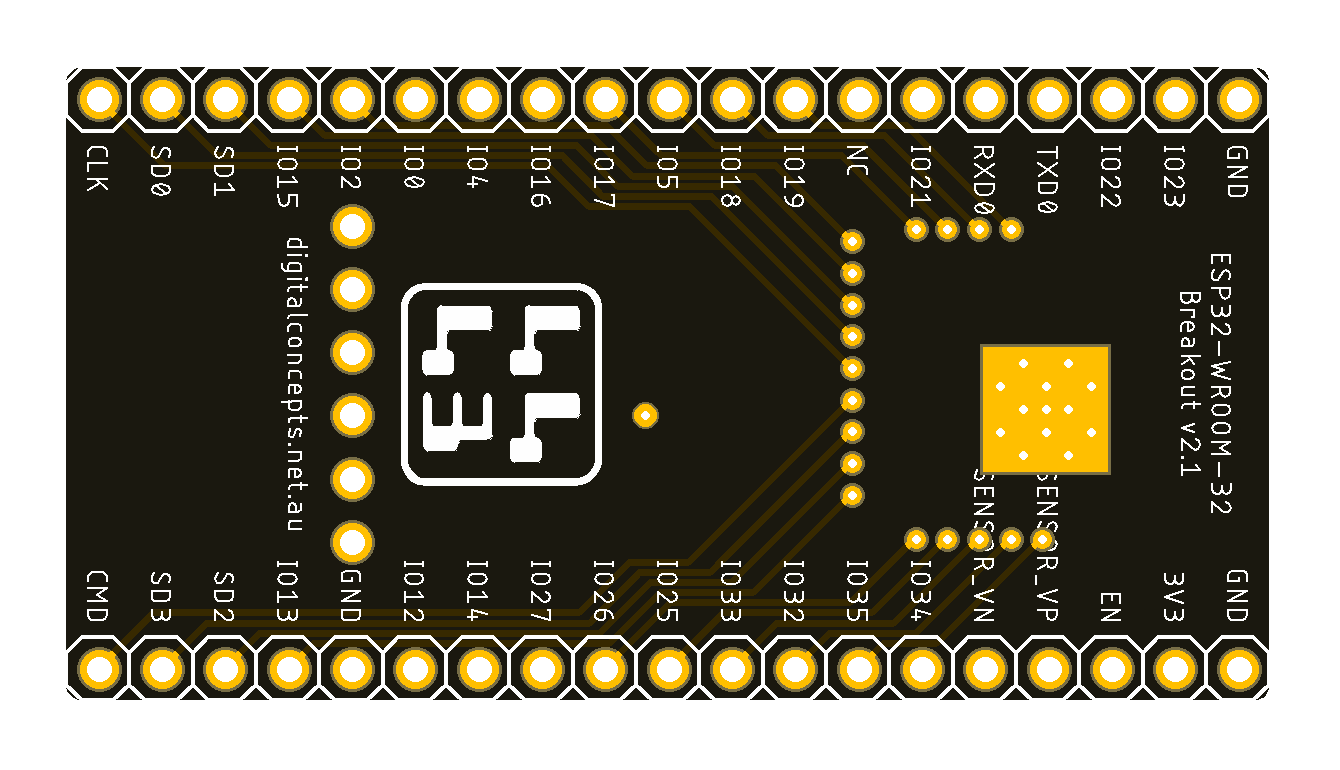 CLK
SD0
SD1
IO15
IO2
IO0
IO4
IO16
IO17
IO5
IO18
IO19
NC
IO21
RXD0
TXD0
IO22
IO23
GND
ESP32-WROOM-32
Breakout v2.1
digitalconcepts.net.au
CMD
SD3
SD2
IO13
GND
IO12
IO14
IO27
IO26
IO25
IO33
IO32
IO35
IO34
SENSOR_VN
SENSOR_VP
EN
3V3
GND